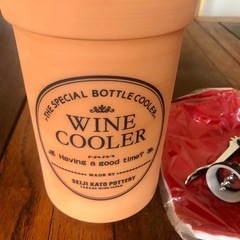 THE SPECIAL BOTTLE COOLER
WINE
COOLER
Having a good time?
MADE BY
SEIJI KATO POTTERY